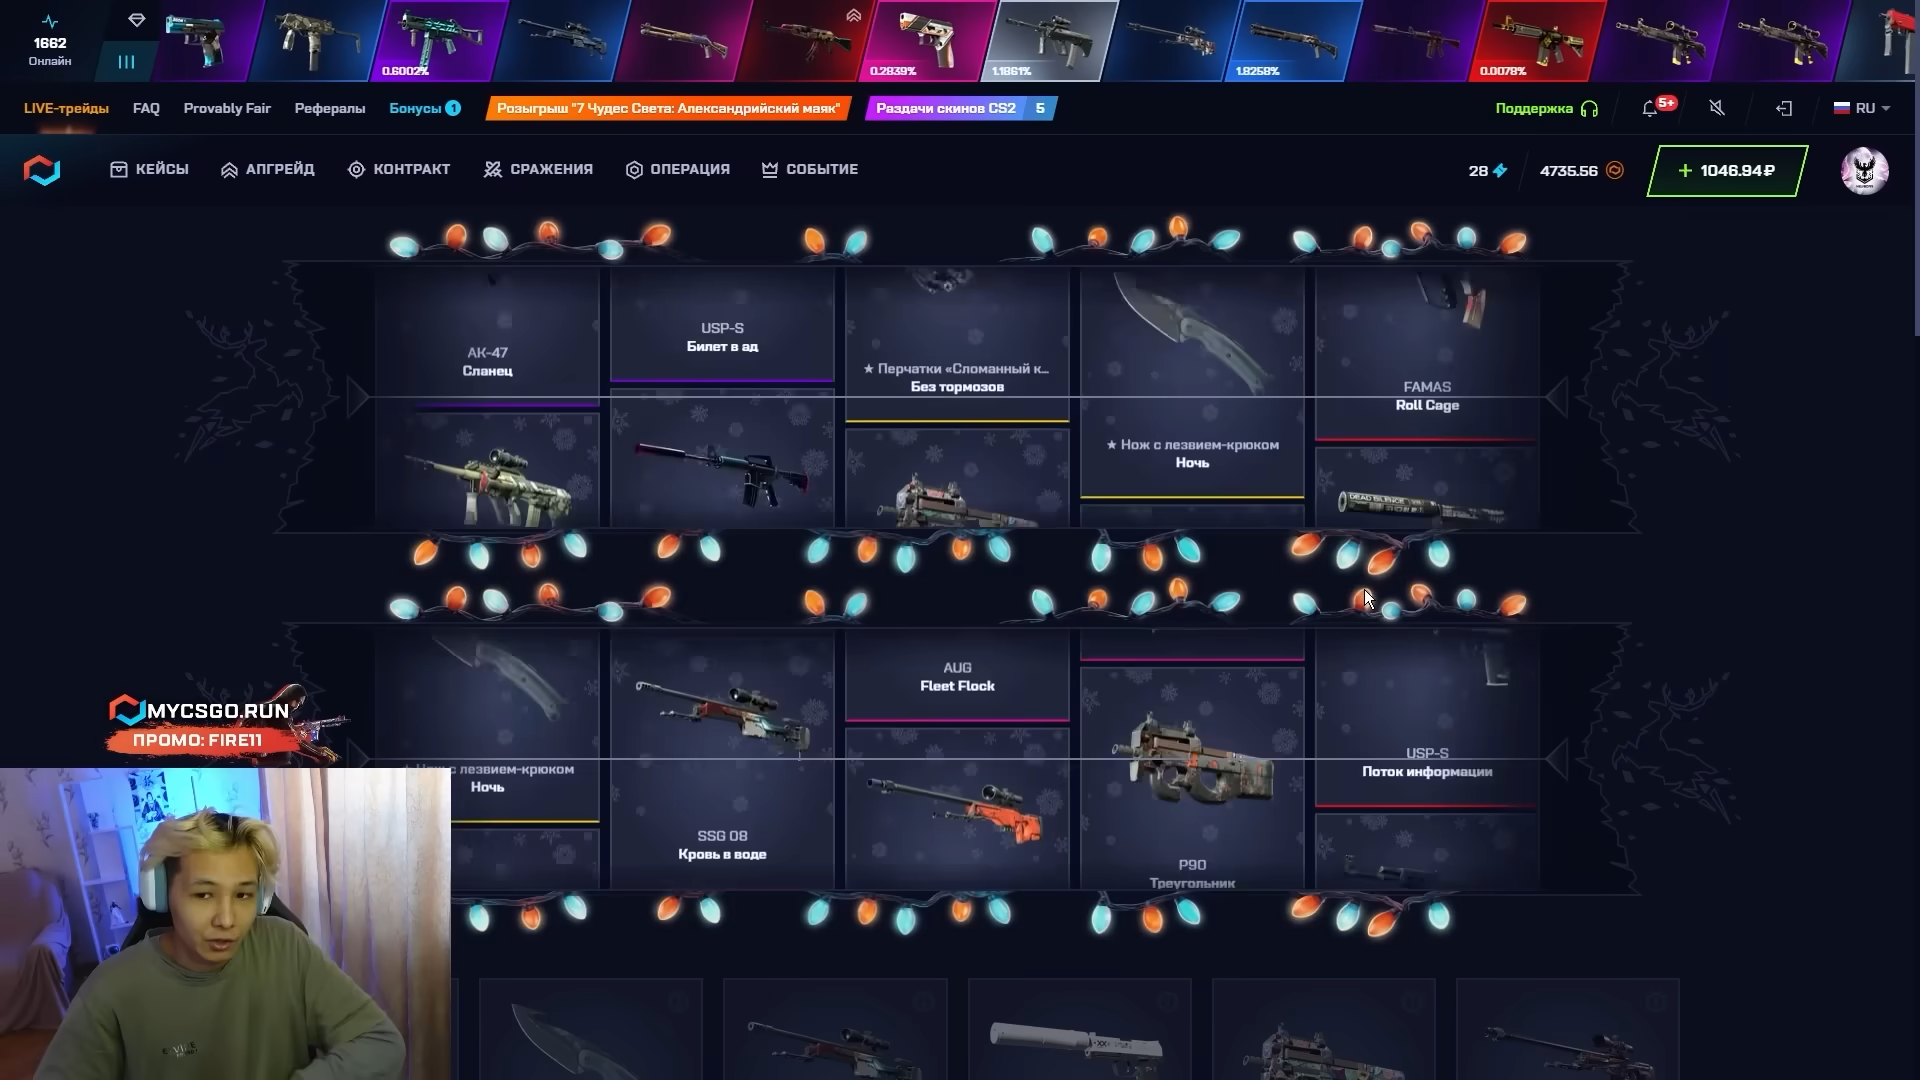 1662
Онлайн
0.6002%
0.2839%
1.1861%
1.8258%
0.0078%
LIVE-трейды
FAQ
Provably Fair
Рефералы
Бонусы 1
Розыгрыш "7 Чудес Света: Александрийский маяк"
Раздачи скинов CS2 5
Поддержка
5+
RU
КЕЙСЫ
АПГРЕЙД
КОНТРАКТ
СРАЖЕНИЯ
ОПЕРАЦИЯ
СОБЫТИЕ
28
4735.56
+ 1046.94₽
AK-47
Сланец
USP-S
Билет в ад
★ Перчатки «Сломанный к...
Без тормозов
★ Нож с лезвием-крюком
Ночь
FAMAS
Roll Cage
DEAD SILENCE
AUG
Fleet Flock
MYCSGO.RUN
ПРОМО: FIRE11
с лезвием-крюком
Ночь
SSG 08
Кровь в воде
P90
Треугольник
USP-S
Поток информации